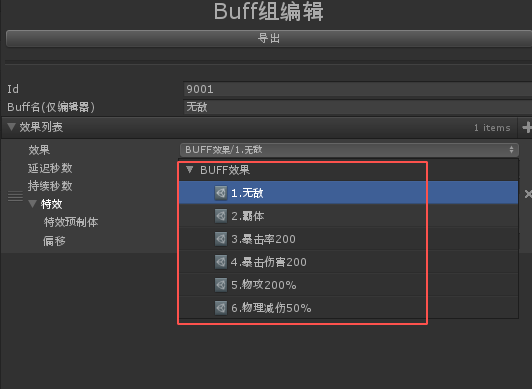 Buff组编辑
导出
Id 9001
Buff名(仅编辑器) 无敌
效果列表 1 items
效果 BUFF效果/1.无敌
延迟秒数 BUFF效果
持续秒数 1.无敌
特效 2.霸体
特效预制体 3.暴击率200
偏移 4.暴击伤害200
5.物攻200%
6.物理减伤50%